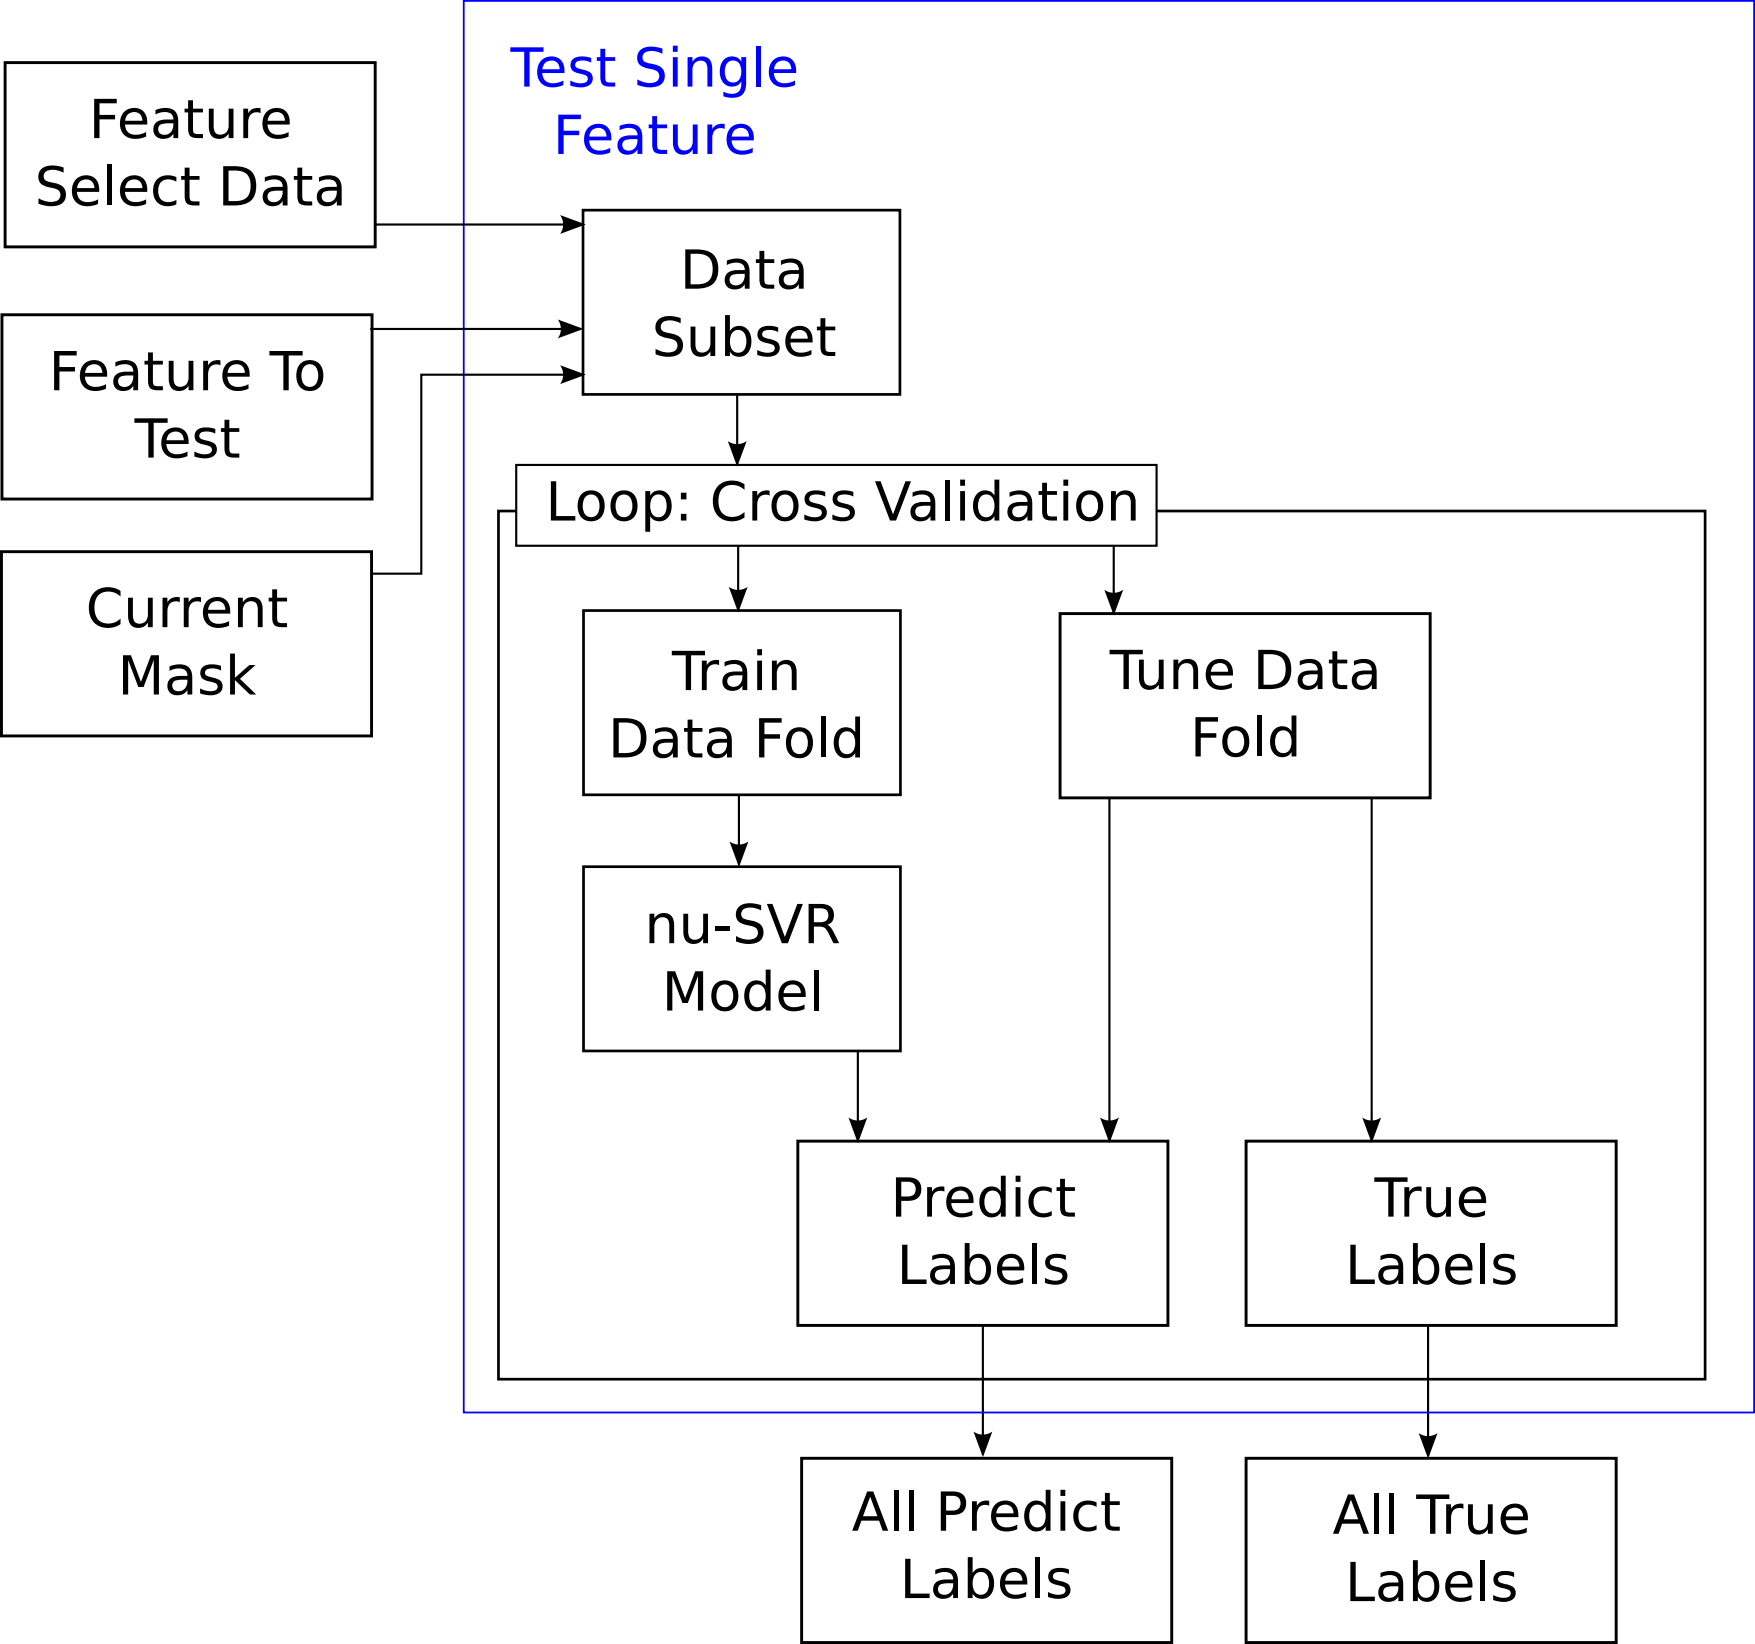 Test Single
Feature
Feature
Select Data
Data
Subset
Feature To
Test
Current
Mask
Loop: Cross Validation
Train
Data Fold
Tune Data
Fold
nu-SVR
Model
Predict
Labels
True
Labels
All Predict
Labels
All True
Labels